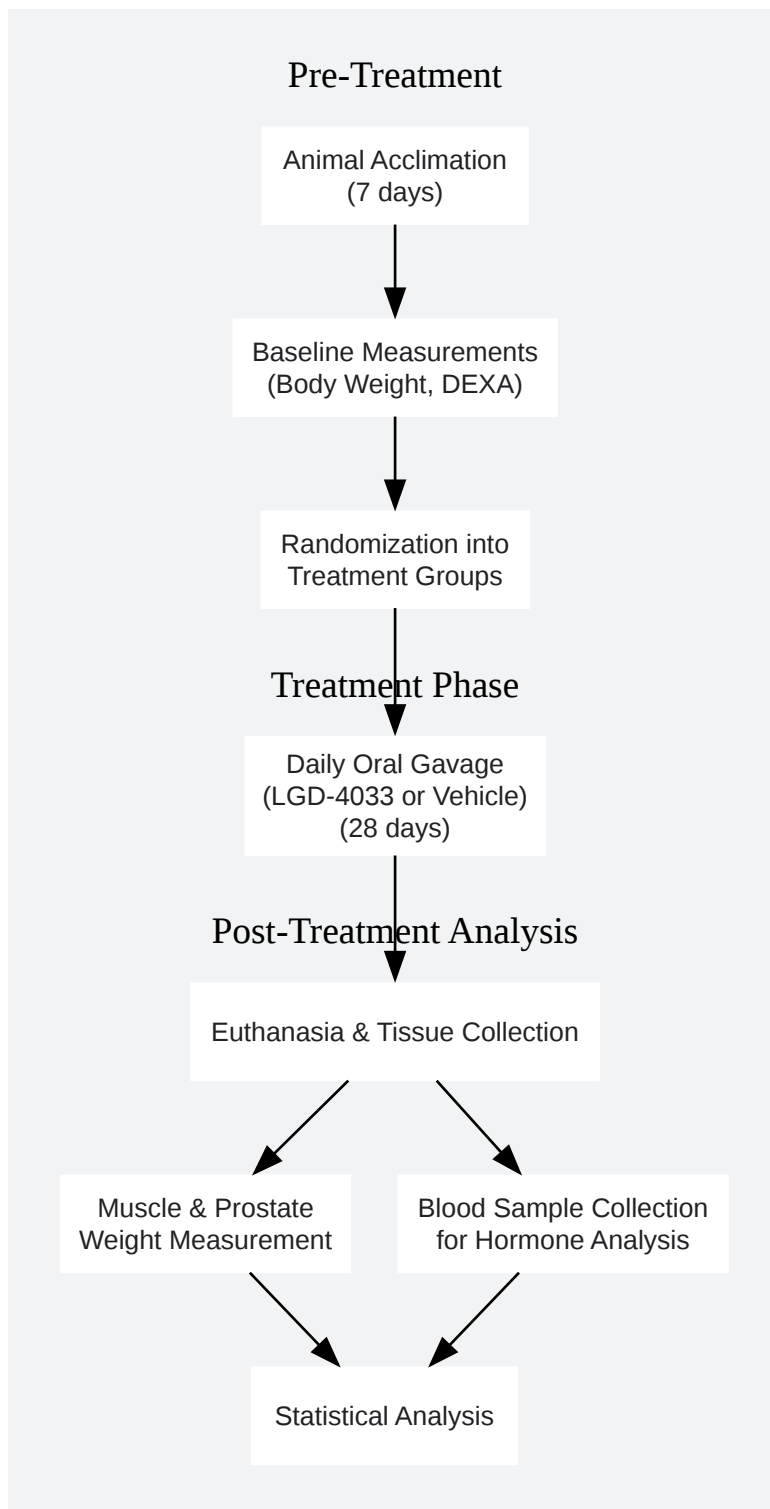 Pre-Treatment
Animal Acclimation
(7 days)
Baseline Measurements
(Body Weight, DEXA)
Randomization into
Treatment Groups
Treatment Phase
Daily Oral Gavage
(LGD-4033 or Vehicle)
(28 days)
Post-Treatment Analysis
Euthanasia & Tissue Collection
Muscle & Prostate
Weight Measurement
Blood Sample Collection
for Hormone Analysis
Statistical Analysis